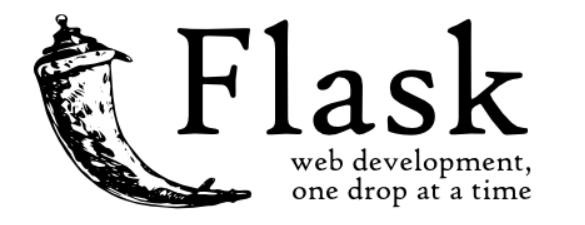 Flask
web development,
one drop at a time